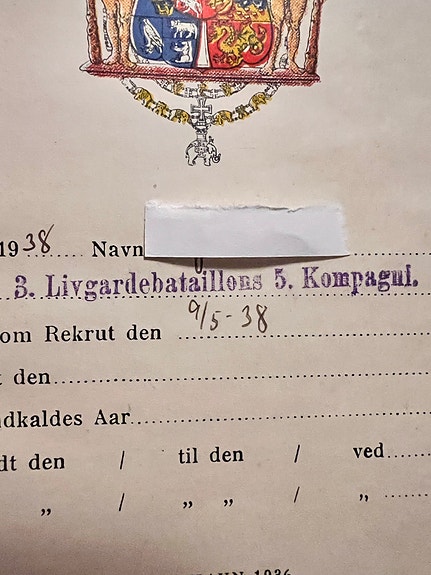 1938 Navn
3. Livgardebataillons 5. Kompagni.
om Rekrut den 9/5-38
t den
ndkaldes Aar
dt den / til den / ved
„ / „ „ / „
1936